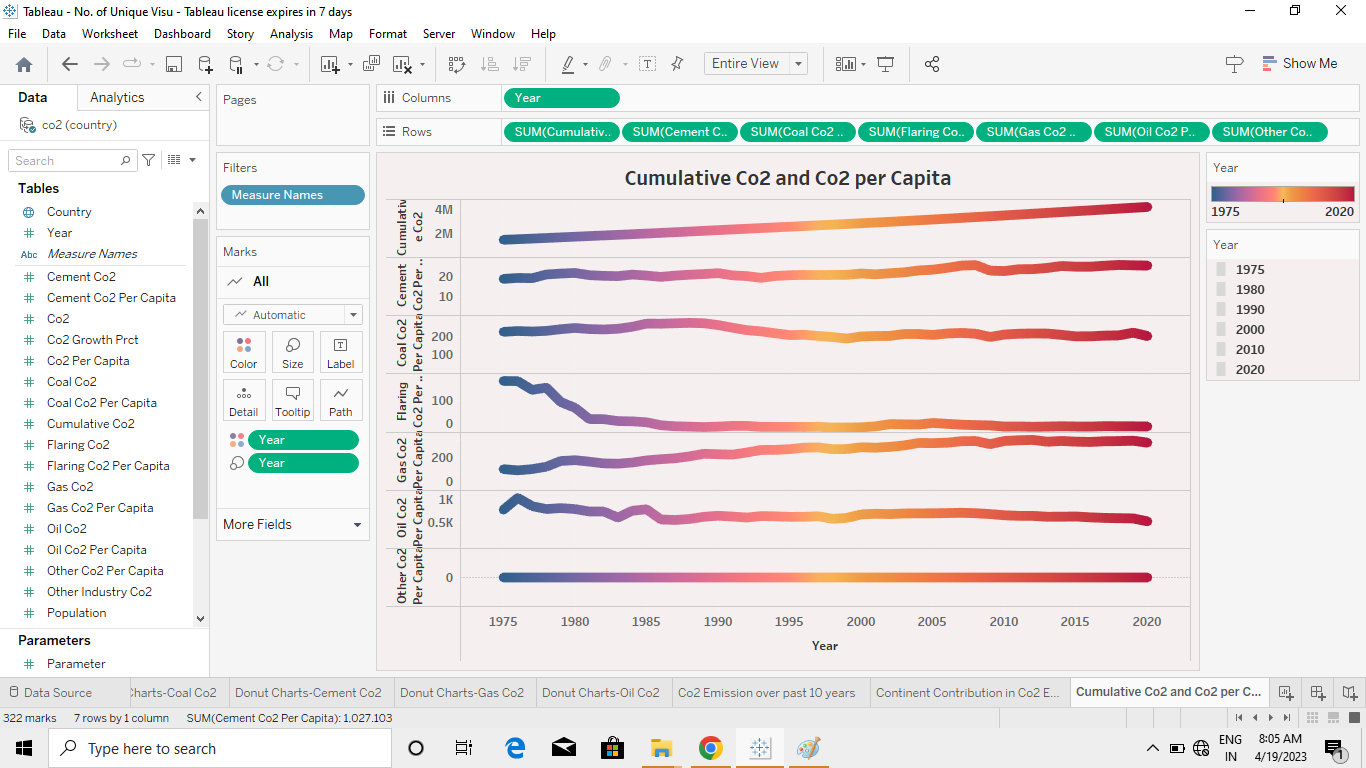 Tableau - No. of Unique Visu - Tableau license expires in 7 days
File Data Worksheet Dashboard Story Analysis Map Format Server Window Help
Entire View
Show Me
Data Analytics
co2 (country)
Search
Tables
Country
Year
Abc Measure Names
Cement Co2
Cement Co2 Per Capita
Co2
Co2 Growth Prct
Co2 Per Capita
Coal Co2
Coal Co2 Per Capita
Cumulative Co2
Flaring Co2
Flaring Co2 Per Capita
Gas Co2
Gas Co2 Per Capita
Oil Co2
Oil Co2 Per Capita
Other Co2 Per Capita
Other Industry Co2
Population
Parameters
Parameter
Pages
Filters
Measure Names
Marks
All
Automatic
Color Size Label
Detail Tooltip Path
Year
Year
More Fields
Columns Year
Rows SUM(Cumulativ.. SUM(Cement C.. SUM(Coal Co2 .. SUM(Flaring Co.. SUM(Gas Co2 .. SUM(Oil Co2 P.. SUM(Other Co..
Cumulative Co2 and Co2 per Capita
Cumulativ
e Co2
4M
2M
Cement
Co2 Per ..
20
10
Coal Co2
Per Capita
200
100
Flaring
Co2 Per ..
100
0
Gas Co2
Per Capita
200
0
Oil Co2
Per Capita
1K
0.5K
Other Co2
Per Capita
0
1975 1980 1985 1990 1995 2000 2005 2010 2015 2020
Year
Year
1975 2020
Year
1975
1980
1990
2000
2010
2020
Data Source Charts-Coal Co2 Donut Charts-Cement Co2 Donut Charts-Gas Co2 Donut Charts-Oil Co2 Co2 Emission over past 10 years Continent Contribution in Co2 E... Cumulative Co2 and Co2 per C...
322 marks 7 rows by 1 column SUM(Cement Co2 Per Capita): 1,027.103
Type here to search
ENG
IN
8:05 AM
4/19/2023
1